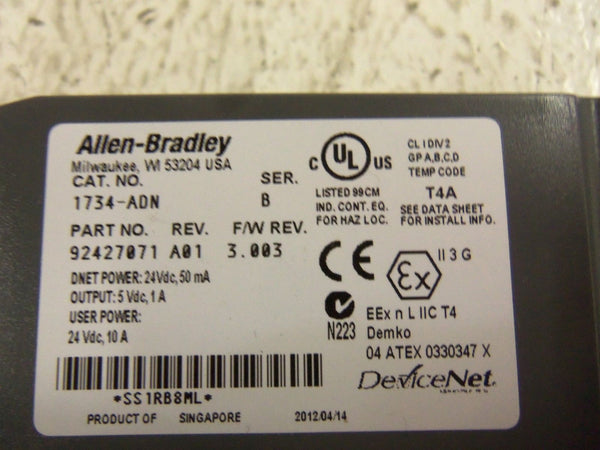 Allen-Bradley
Milwaukee, WI 53204 USA
CAT. NO. SER.
1734-ADN B
PART NO. REV. F/W REV.
92427071 A01 3.003
DNET POWER: 24Vdc, 50 mA
OUTPUT: 5 Vdc, 1 A
USER POWER:
24 Vdc, 10 A
*SS1RB8ML*
PRODUCT OF SINGAPORE 2012/04/14
C UL US
LISTED 99CM
IND. CONT. EQ.
FOR HAZ LOC.
CL I DIV 2
GP A,B,C,D
TEMP CODE
T4A
SEE DATA SHEET
FOR INSTALL INFO.
CE
Ex
II 3 G
N223
EEx n L IIC T4
Demko
04 ATEX 0330347 X
DeviceNet